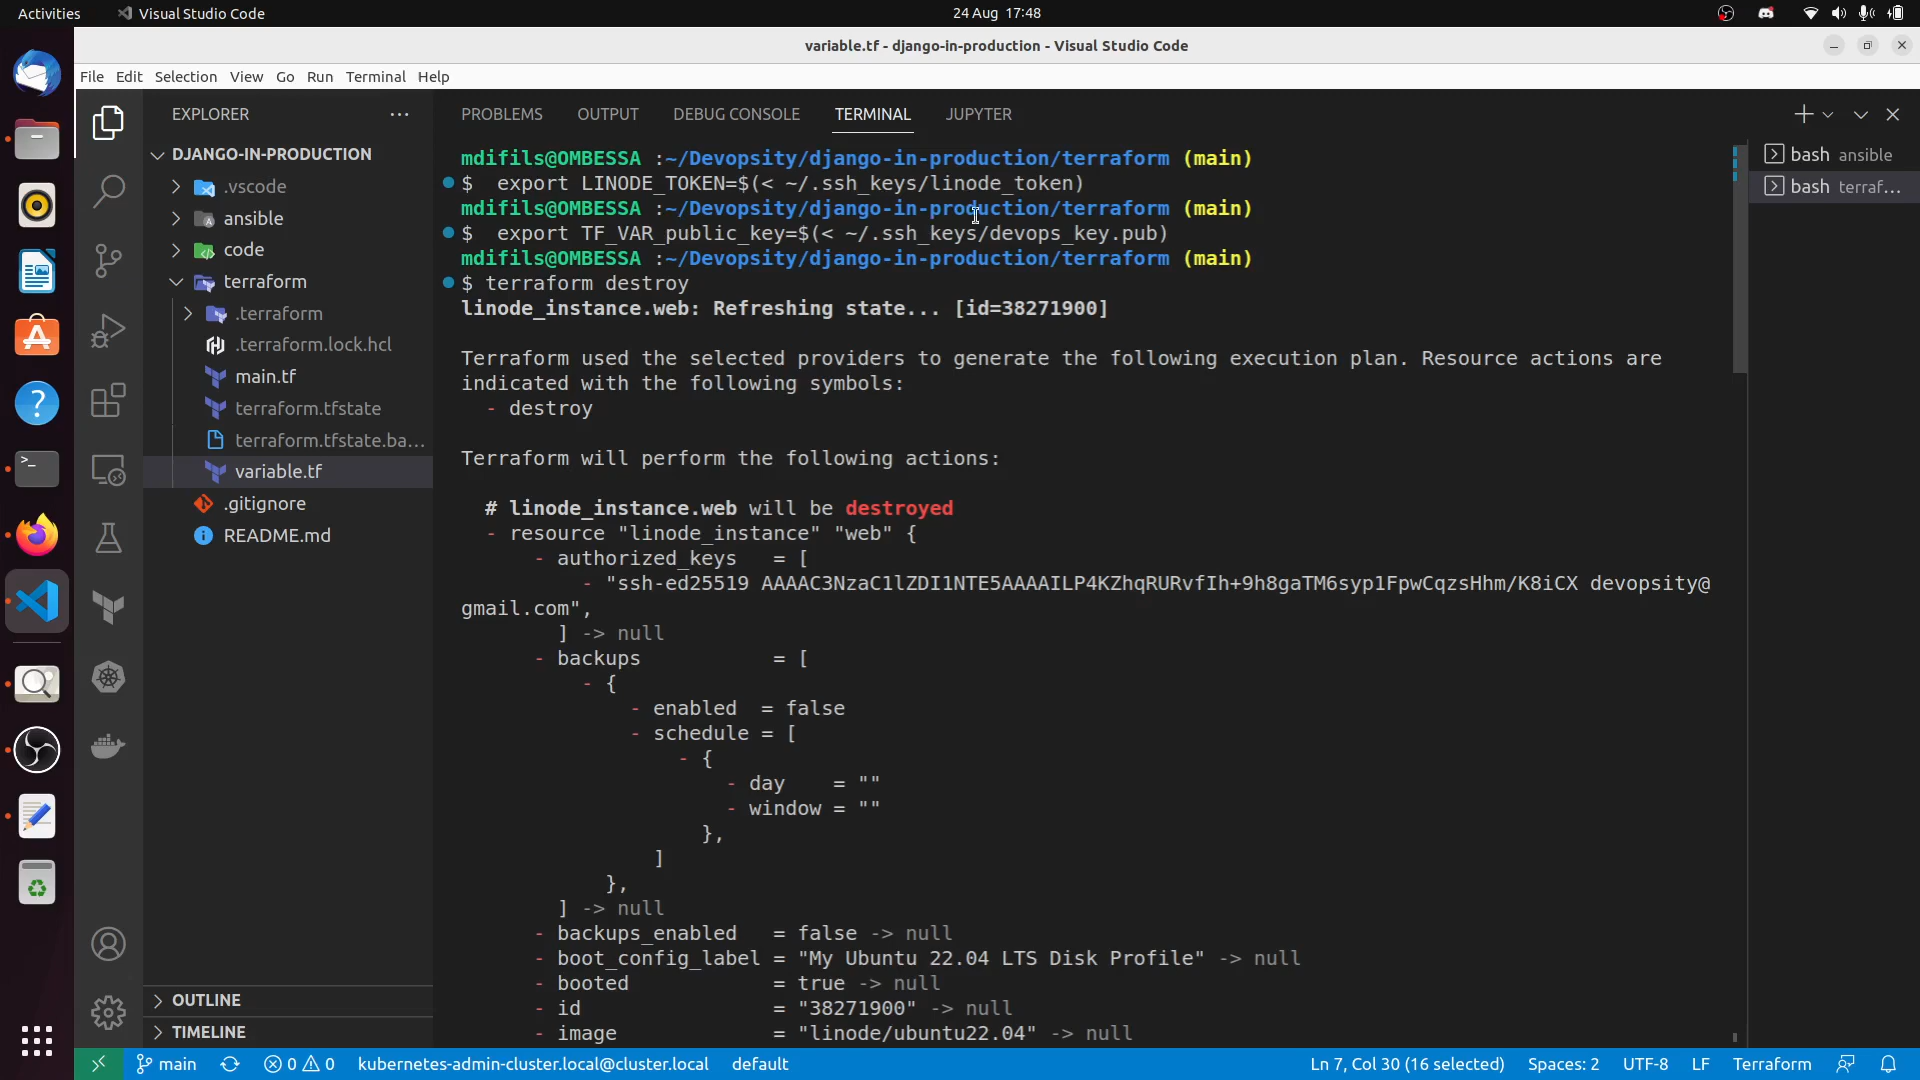 Activities
Visual Studio Code
24 Aug 17:48
variable.tf - django-in-production - Visual Studio Code
File Edit Selection View Go Run Terminal Help
EXPLORER
DJANGO-IN-PRODUCTION
.vscode
ansible
code
terraform
.terraform
.terraform.lock.hcl
main.tf
terraform.tfstate
terraform.tfstate.ba...
variable.tf
.gitignore
README.md
OUTLINE
TIMELINE
PROBLEMS OUTPUT DEBUG CONSOLE TERMINAL JUPYTER
mdifils@OMBESSA :~/Devopsity/django-in-production/terraform (main)
$  export LINODE_TOKEN=$(< ~/.ssh_keys/linode_token)
mdifils@OMBESSA :~/Devopsity/django-in-production/terraform (main)
$  export TF_VAR_public_key=$(< ~/.ssh_keys/devops_key.pub)
mdifils@OMBESSA :~/Devopsity/django-in-production/terraform (main)
$ terraform destroy
linode_instance.web: Refreshing state... [id=38271900]
Terraform used the selected providers to generate the following execution plan. Resource actions are
indicated with the following symbols:
- destroy
Terraform will perform the following actions:
# linode_instance.web will be destroyed
- resource "linode_instance" "web" {
- authorized_keys   = [
- "ssh-ed25519 AAAAC3NzaC1lZDI1NTE5AAAAILP4KZhqRURvfIh+9h8gaTM6syp1FpwCqzsHhm/K8iCX devopsity@
gmail.com",
] -> null
- backups           = [
- {
- enabled  = false
- schedule = [
- {
- day    = ""
- window = ""
},
]
},
] -> null
- backups_enabled   = false -> null
- boot_config_label = "My Ubuntu 22.04 LTS Disk Profile" -> null
- booted            = true -> null
- id                = "38271900" -> null
- image             = "linode/ubuntu22.04" -> null
bash ansible
bash terraf...
main
0 0
kubernetes-admin-cluster.local@cluster.local
default
Ln 7, Col 30 (16 selected)
Spaces: 2
UTF-8
LF
Terraform